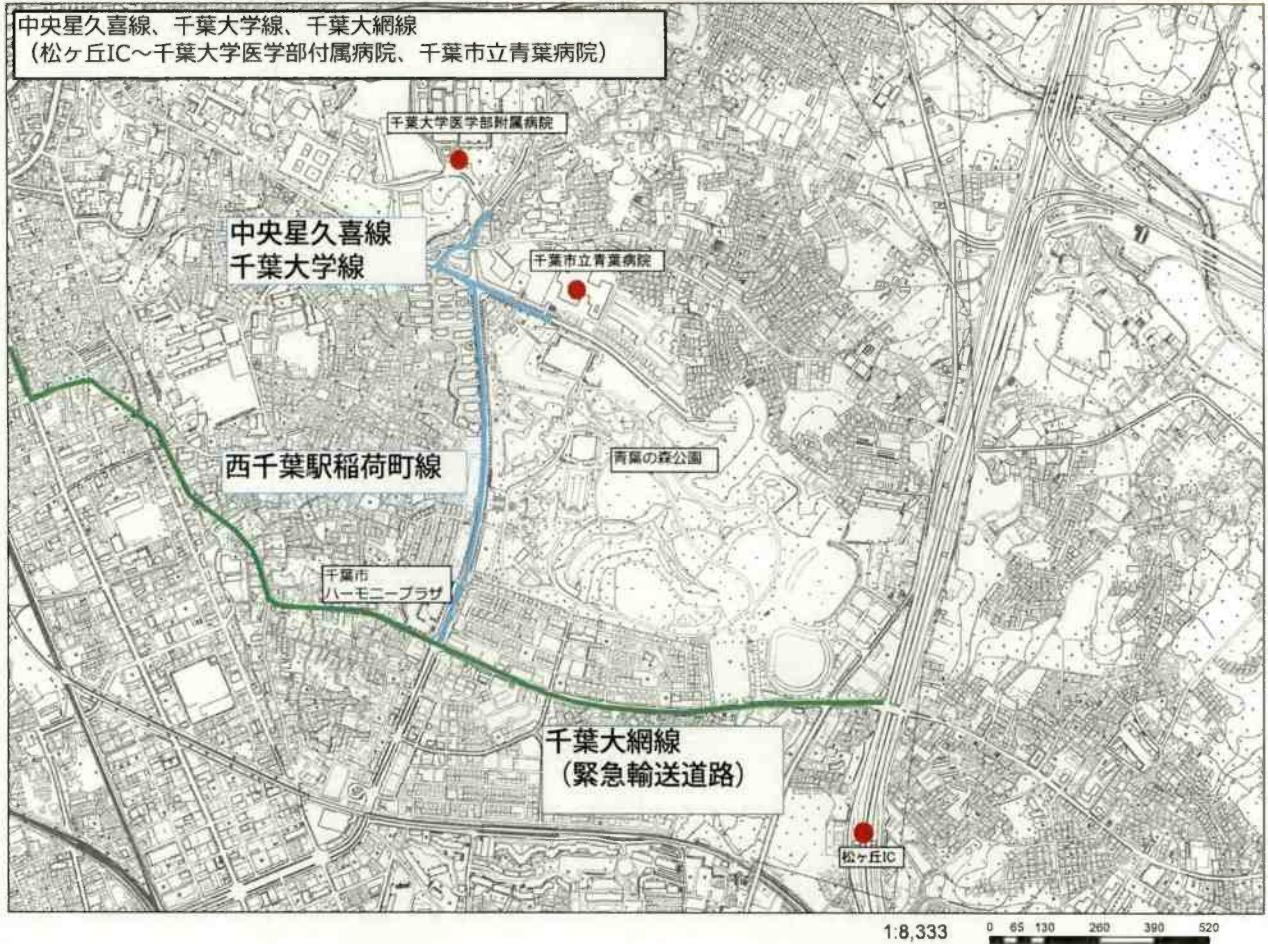 中央星久喜線、千葉大学線、千葉大網線
（松ヶ丘IC～千葉大学医学部付属病院、千葉市立青葉病院）
千葉大学医学部附属病院
中央星久喜線
千葉大学線
千葉市立青葉病院
西千葉駅稲荷町線
青葉の森公園
千葉市
ハーモニープラザ
千葉大網線
（緊急輸送道路）
松ヶ丘IC
1:8,333
0 65 130 260 390 520